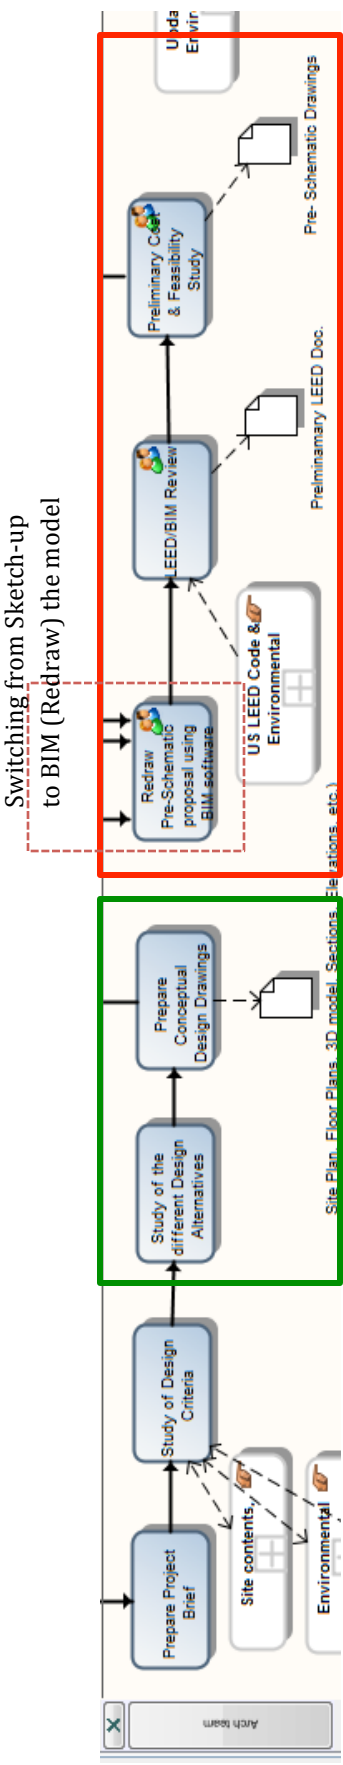 Switching from Sketch-up
to BIM (Redraw) the model
Arch team
Prepare Project
Brief
Site contents,
Environmental
Study of Design
Criteria
Study of the
different Design
Alternatives
Prepare
Conceptual
Design Drawings
Site Plan, Floor Plans, 3D model, Sections, Elevations, etc.)
Redraw
Pre-Schematic
proposal using
BIM software
US LEED Code &
Environmental
LEED/BIM Review
Prelminamary LEED Doc.
Preliminary Cost
& Feasibility
Study
Pre- Schematic Drawings
Upda
Envir